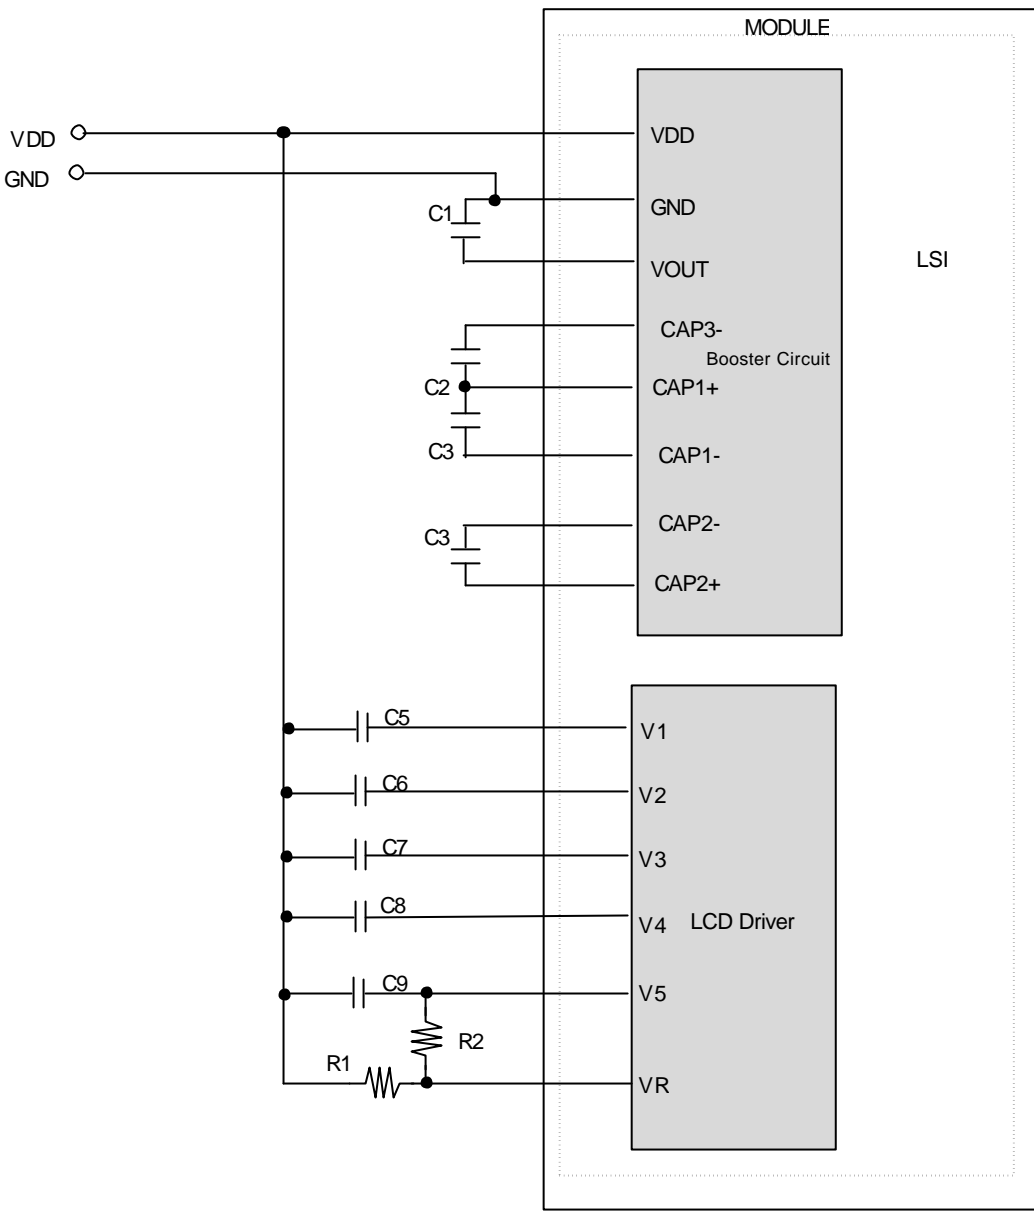 MODULE
VDD
VDD
GND
C1
GND
VOUT
LSI
CAP3-
Booster Circuit
C2
CAP1+
C3
CAP1-
CAP2-
C3
CAP2+
C5
V1
C6
V2
C7
V3
C8
V4
LCD Driver
C9
V5
R2
R1
VR